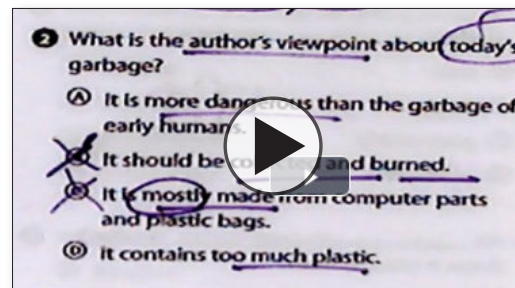 2 What is the author's viewpoint about today's
garbage?
A It is more dangerous than the garbage of
early humans.
It should be and burned.
It is mostly made from computer parts
and plastic bags.
D It contains too much plastic.